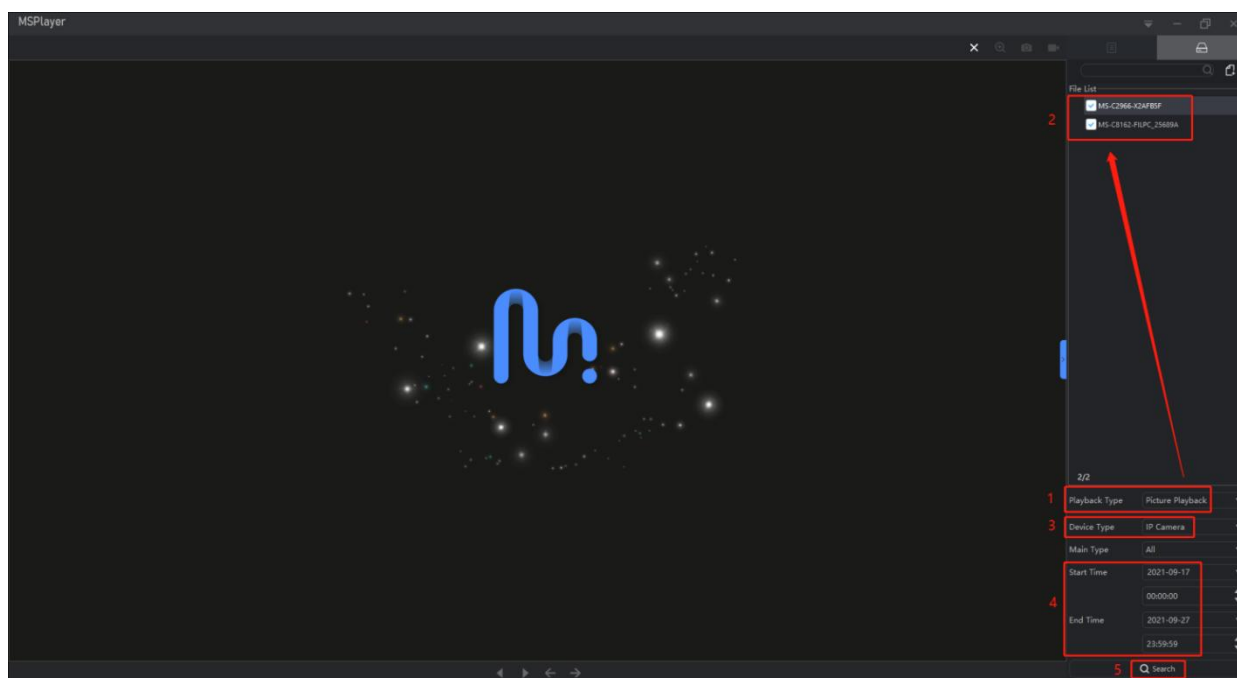 MSPlayer
File List
2
MS-C2966-X2AFB5F
MS-C8162-FILPC_25689A
2/2
1 Playback Type Picture Playback
3 Device Type IP Camera
Main Type All
Start Time 2021-09-17
00:00:00
4
End Time 2021-09-27
23:59:59
5 Search